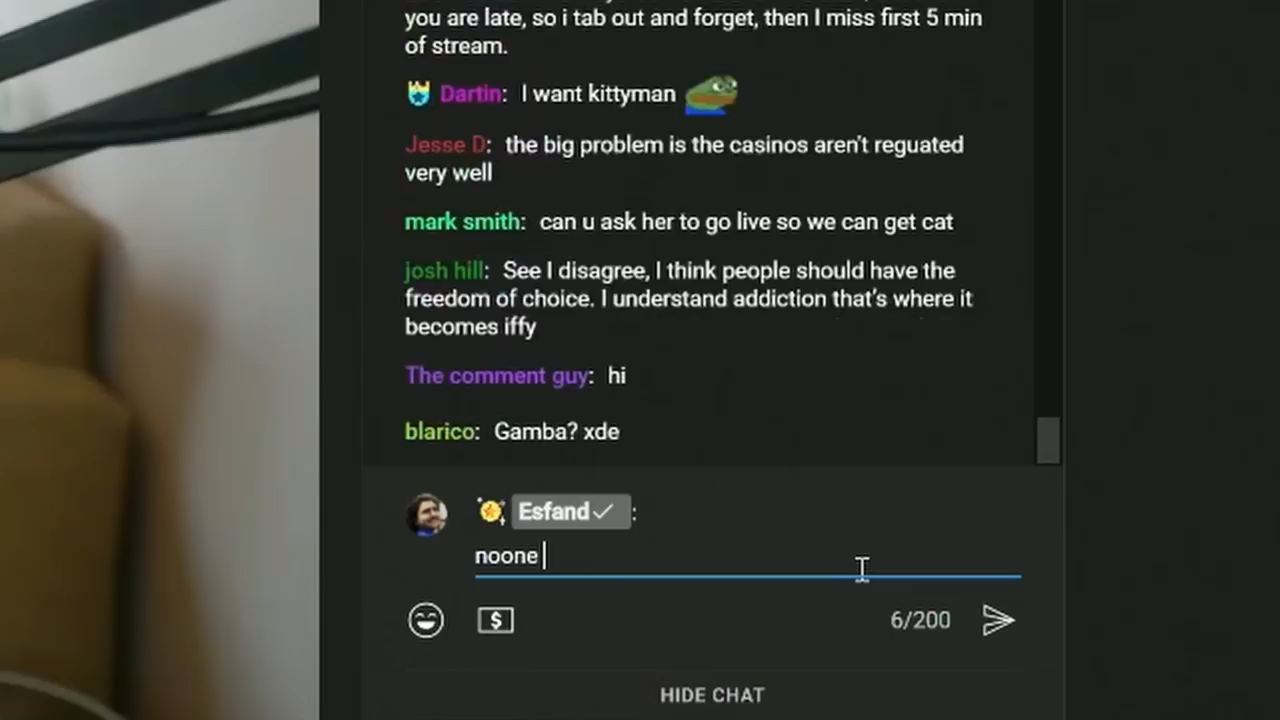 you are late, so i tab out and forget, then I miss first 5 min
of stream.
Dartin: I want kittyman
Jesse D: the big problem is the casinos aren't reguated
very well
mark smith: can u ask her to go live so we can get cat
josh hill: See I disagree, I think people should have the
freedom of choice. I understand addiction that's where it
becomes iffy
The comment guy: hi
blarico: Gamba? xde
Esfand ✓ :
noone
$ 6/200
HIDE CHAT